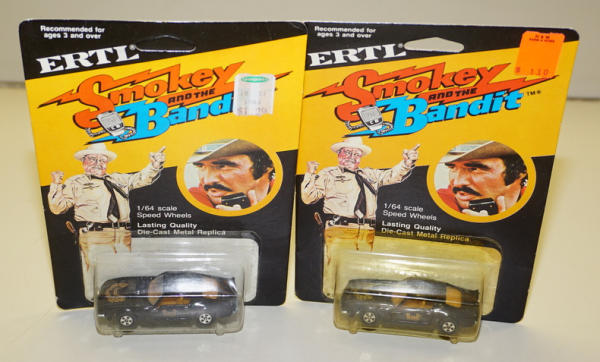 Recommended for
ages 3 and over
ERTL
Smokey
AND THE
Bandit
1/64 scale
Speed Wheels
Lasting Quality
Die-Cast Metal Replica
Recommended for
ages 3 and over
ERTL
Smokey
AND THE
Bandit TM
1/64 scale
Speed Wheels
Lasting Quality
Die-Cast Metal Replica